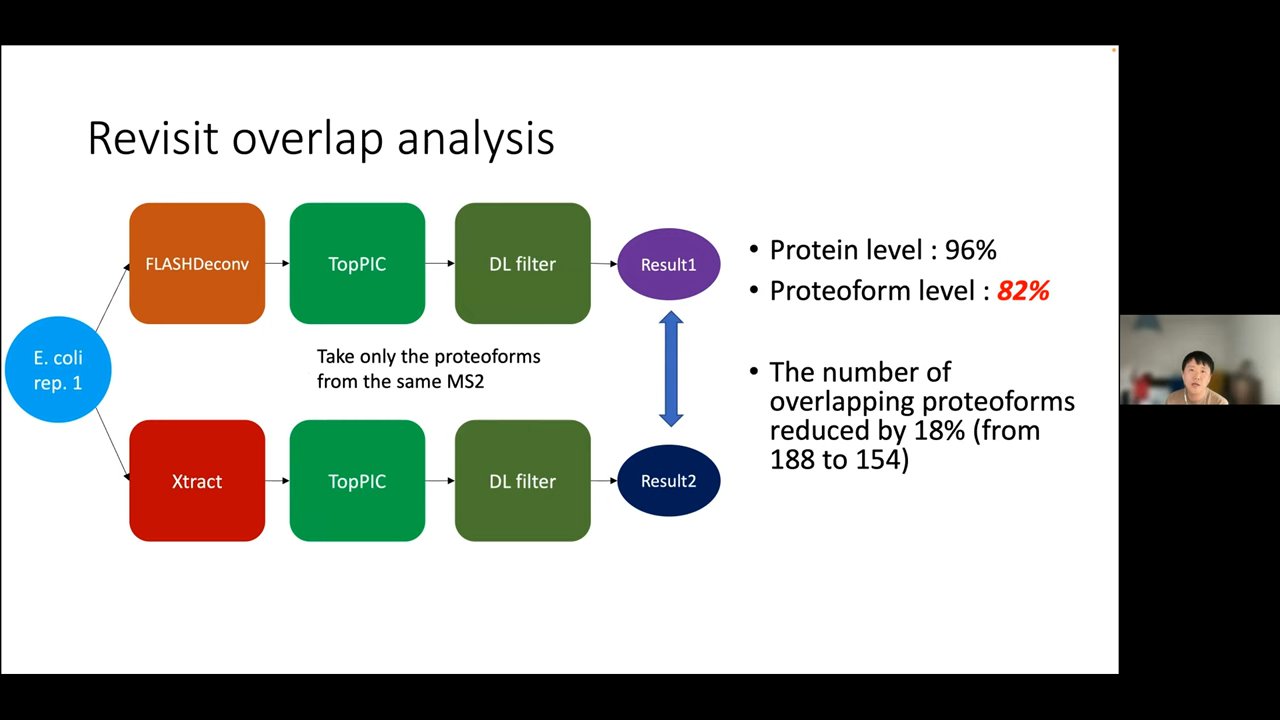 Revisit overlap analysis
FLASHDeconv
TopPIC
DL filter
Result1
E. coli
rep. 1
Take only the proteoforms
from the same MS2
Xtract
TopPIC
DL filter
Result2
• Protein level : 96%
• Proteoform level : 82%
• The number of
overlapping proteoforms
reduced by 18% (from
188 to 154)